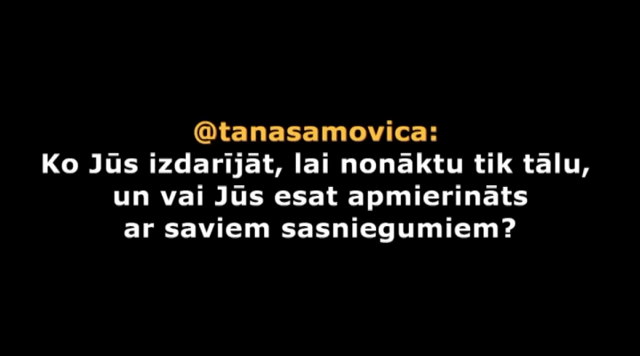 @tanasamovica:
Ko Jūs izdarījāt, lai nonāktu tik tālu,
un vai Jūs esat apmierināts
ar saviem sasniegumiem?